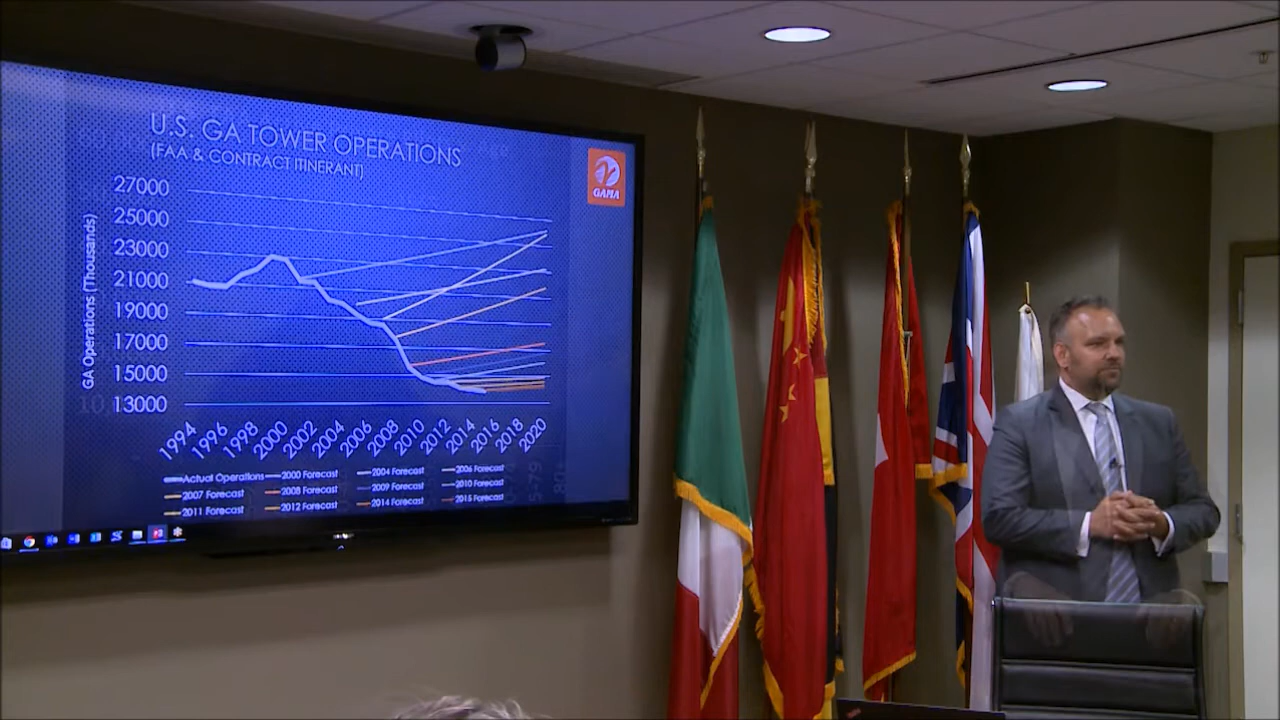 U.S. GA TOWER OPERATIONS
(FAA & CONTRACT ITINERANT)
GAMA
GA Operations (Thousands)
27000
25000
23000
21000
19000
17000
15000
13000
1994 1996 1998 2000 2002 2004 2006 2008 2010 2012 2014 2016 2018 2020
Actual Operations 2000 Forecast 2004 Forecast 2006 Forecast
2007 Forecast 2008 Forecast 2009 Forecast 2010 Forecast
2011 Forecast 2012 Forecast 2014 Forecast 2015 Forecast